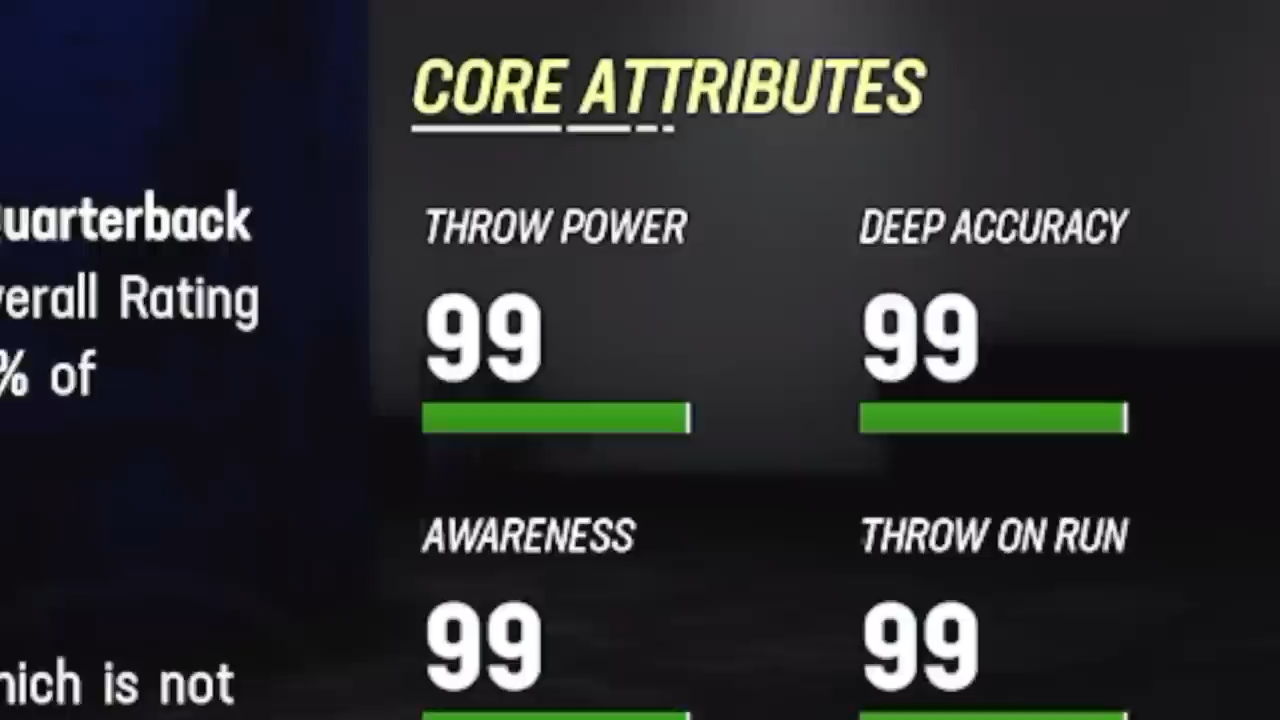 CORE ATTRIBUTES
uarterback
erall Rating
% of
hich is not
THROW POWER DEEP ACCURACY
99 99
AWARENESS THROW ON RUN
99 99